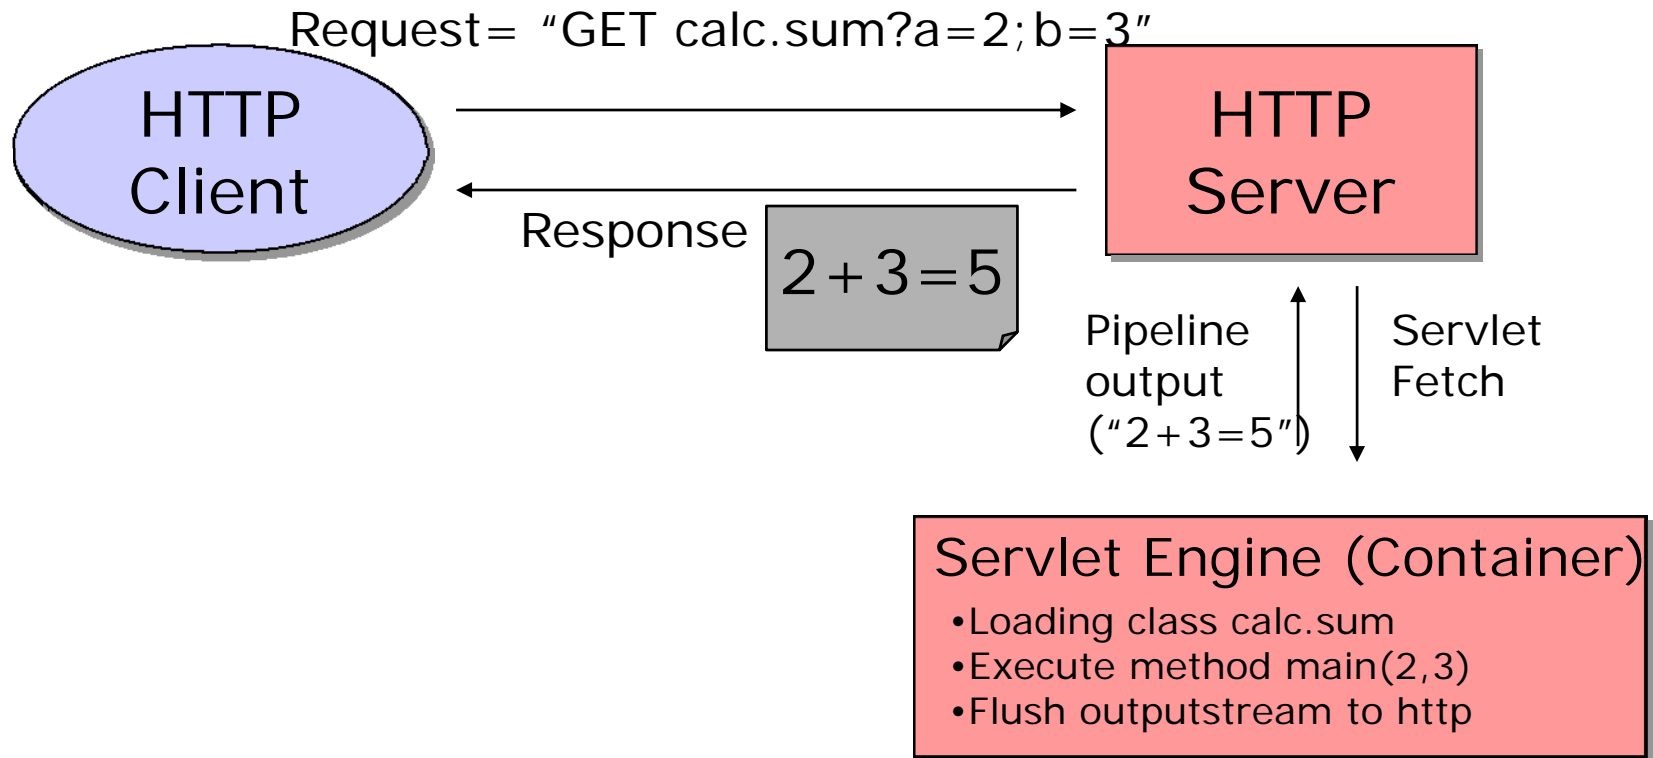 Request= “GET calc.sum?a=2;b=3”
HTTP
Client
HTTP
Server
Response
2+3=5
Pipeline
output
(“2+3=5”)
Servlet
Fetch
Servlet Engine (Container)
•Loading class calc.sum
•Execute method main(2,3)
•Flush outputstream to http